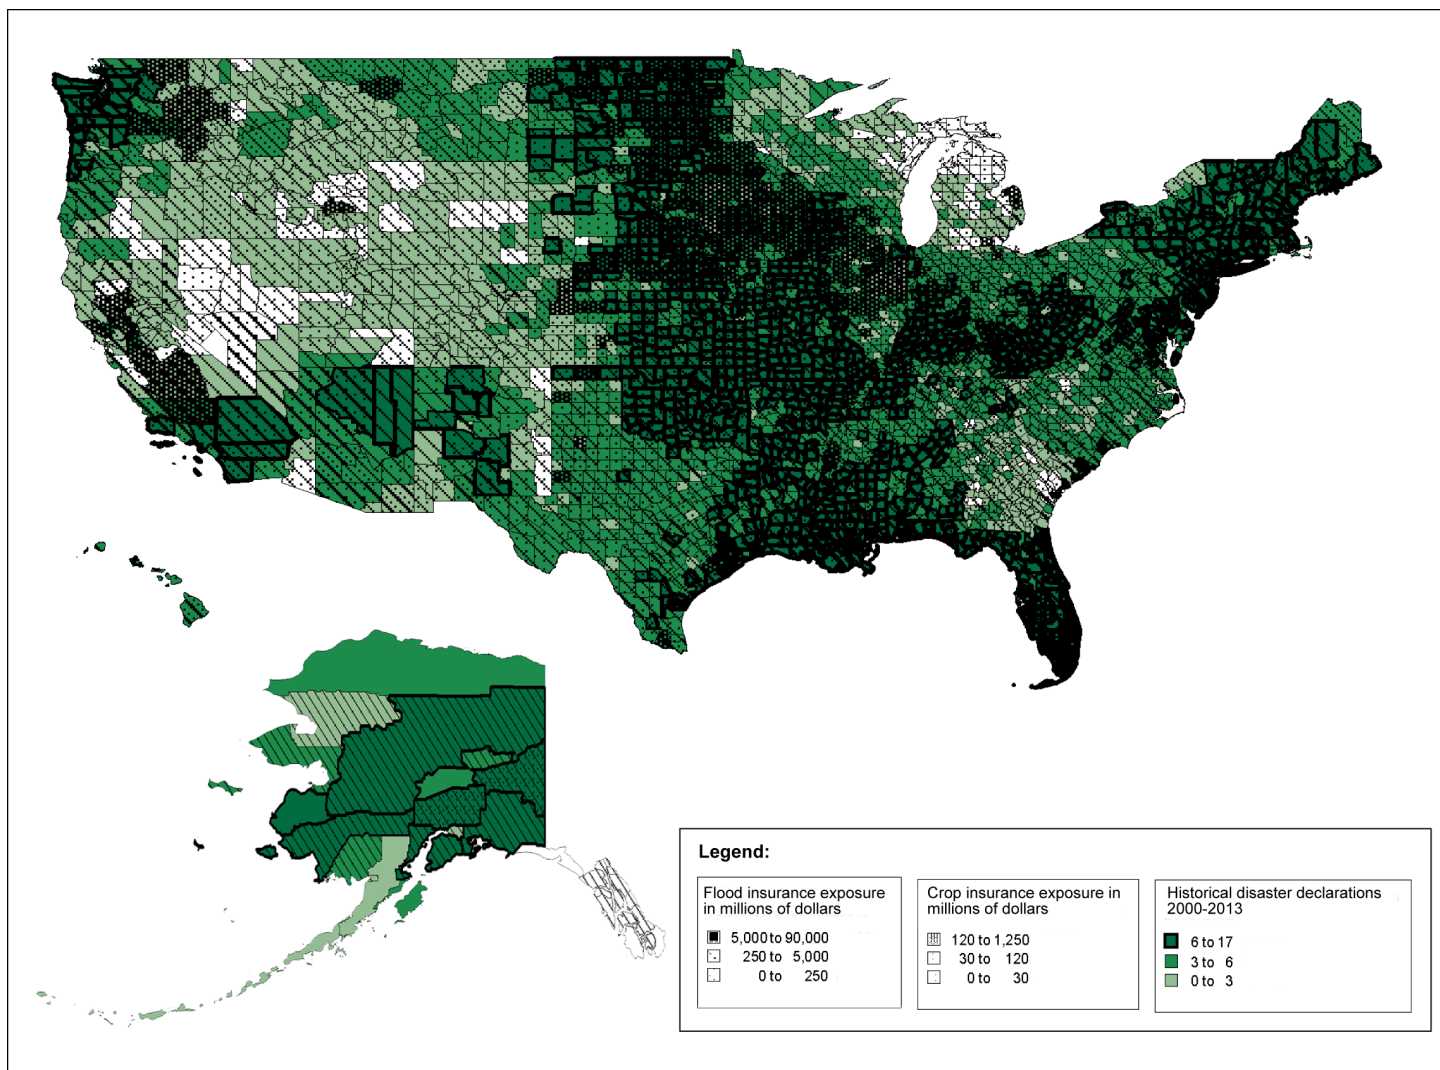 Legend:
Flood insurance exposure
in millions of dollars
5,000 to 90,000
250 to 5,000
0 to 250
Crop insurance exposure in
millions of dollars
120 to 1,250
30 to 120
0 to 30
Historical disaster declarations
2000-2013
6 to 17
3 to 6
0 to 3